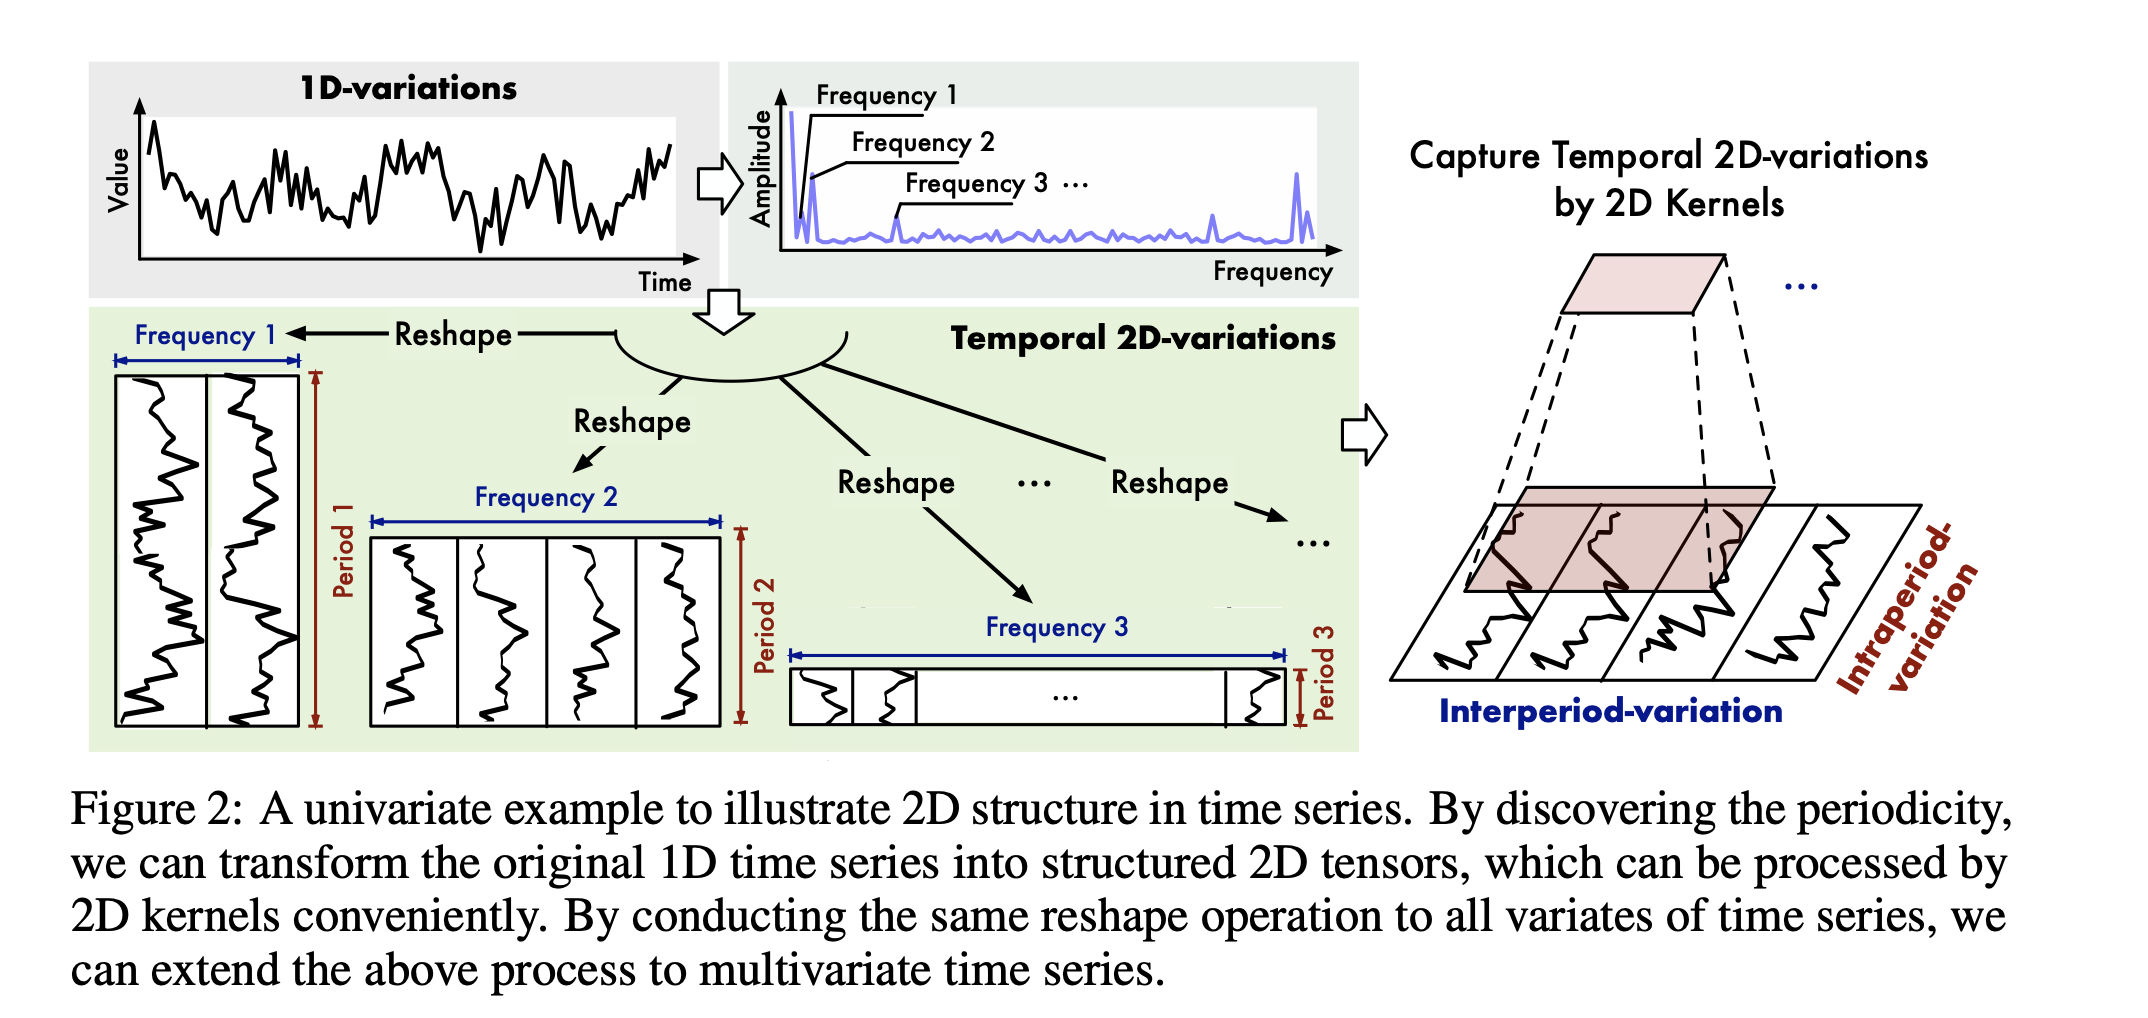 1D-variations
Value
Time
Amplitude
Frequency 1
Frequency 2
Frequency 3 ...
Frequency
Capture Temporal 2D-variations
by 2D Kernels
...
Frequency 1
Reshape
Temporal 2D-variations
Reshape
Reshape
...
Reshape
...
Period 1
Frequency 2
Period 2
Frequency 3
...
Period 3
Interperiod-variation
Intraperiod-
variation
Figure 2: A univariate example to illustrate 2D structure in time series. By discovering the periodicity,
we can transform the original 1D time series into structured 2D tensors, which can be processed by
2D kernels conveniently. By conducting the same reshape operation to all variates of time series, we
can extend the above process to multivariate time series.